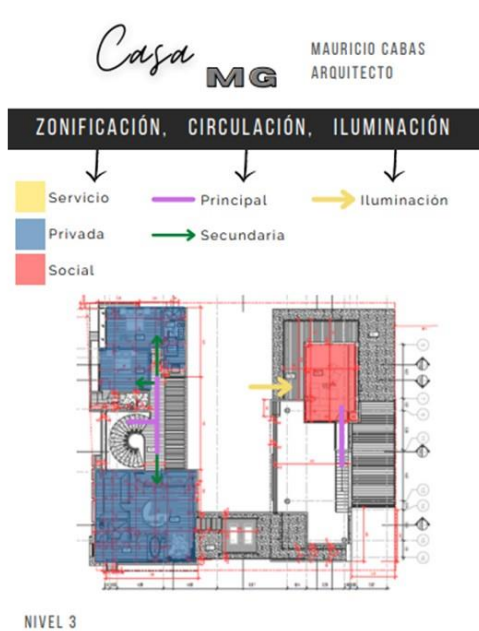 Casa
MG
MAURICIO CABAS
ARQUITECTO
ZONIFICACIÓN, CIRCULACIÓN, ILUMINACIÓN
Servicio
Principal
Iluminación
Privada
Secundaria
Social
NIVEL 3